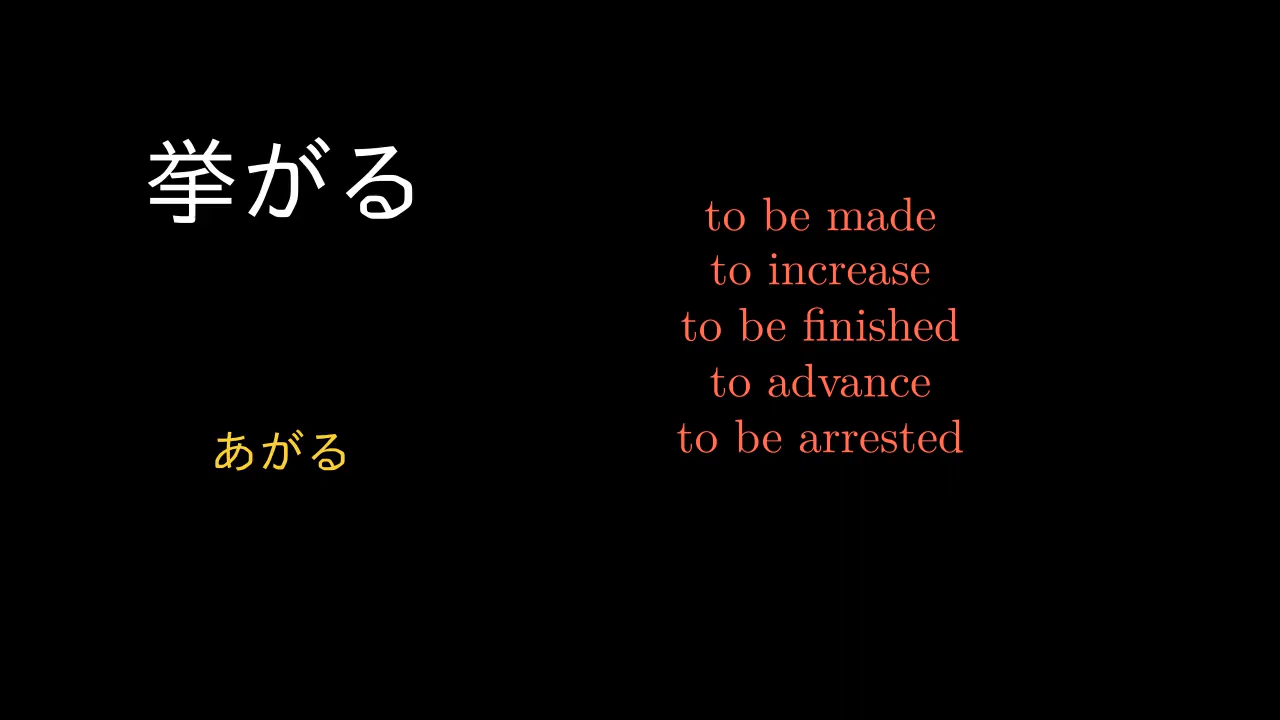 挙がる
あがる
to be made
to increase
to be finished
to advance
to be arrested